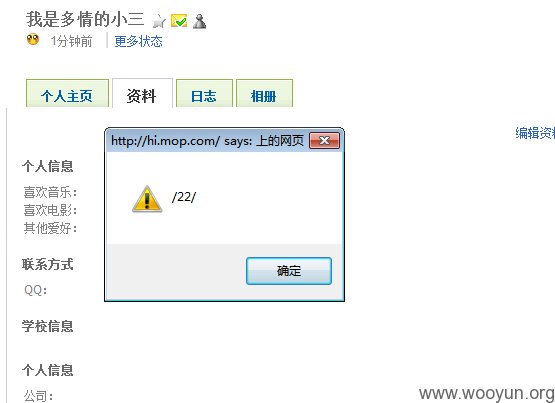 我是多情的小三
1分钟前 | 更多状态
个人主页 资料 日志 相册
http://hi.mop.com/ says: 上的网页
编辑资料
/22/
确定
个人信息
喜欢音乐：
喜欢电影：
其他爱好：
联系方式
QQ：
学校信息
个人信息
公司：
www.wooyun.org